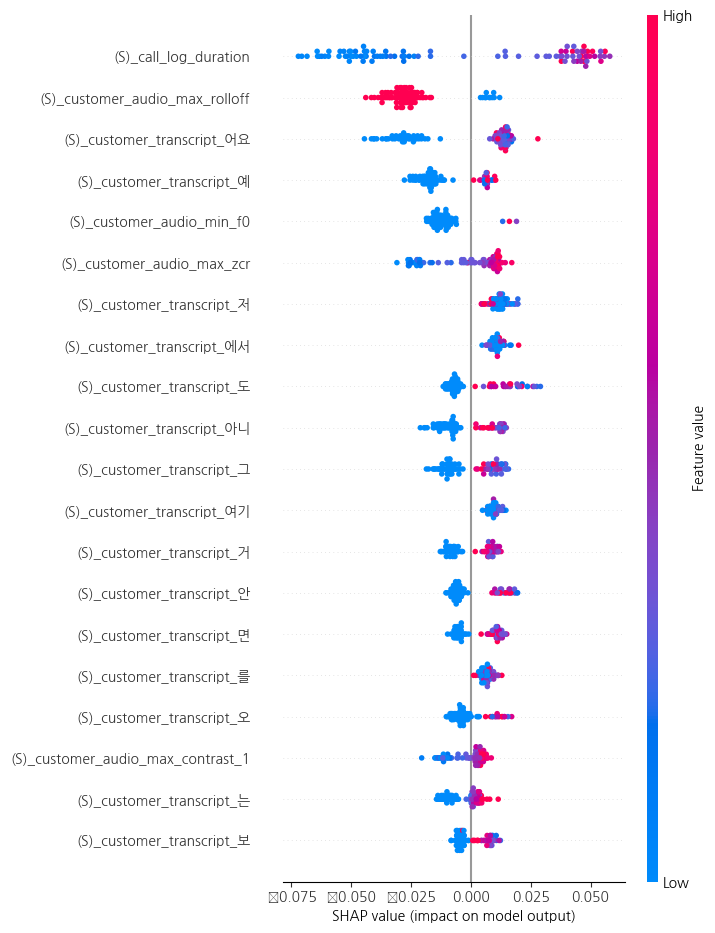 High
(S)_call_log_duration
(S)_customer_audio_max_rolloff
(S)_customer_transcript_어요
(S)_customer_transcript_예
(S)_customer_audio_min_f0
(S)_customer_audio_max_zcr
(S)_customer_transcript_저
(S)_customer_transcript_에서
(S)_customer_transcript_도
(S)_customer_transcript_아니
(S)_customer_transcript_그
(S)_customer_transcript_여기
(S)_customer_transcript_거
(S)_customer_transcript_안
(S)_customer_transcript_면
(S)_customer_transcript_를
(S)_customer_transcript_오
(S)_customer_audio_max_contrast_1
(S)_customer_transcript_는
(S)_customer_transcript_보
Feature value
Low
0.075 0.050 0.025 0.000 0.025 0.050
SHAP value (impact on model output)